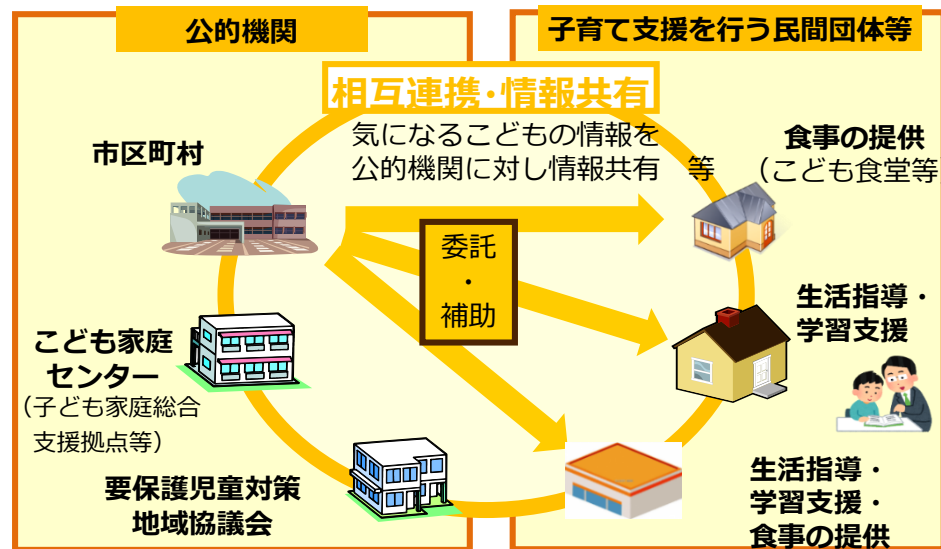 公的機関
子育て支援を行う民間団体等
相互連携・情報共有
気になるこどもの情報を
公的機関に対し情報共有　等
市区町村
食事の提供
（こども食堂等
委託
・
補助
生活指導・
学習支援
こども家庭
センター
（子ども家庭総合
支援拠点等）
要保護児童対策
地域協議会
生活指導・
学習支援・
食事の提供